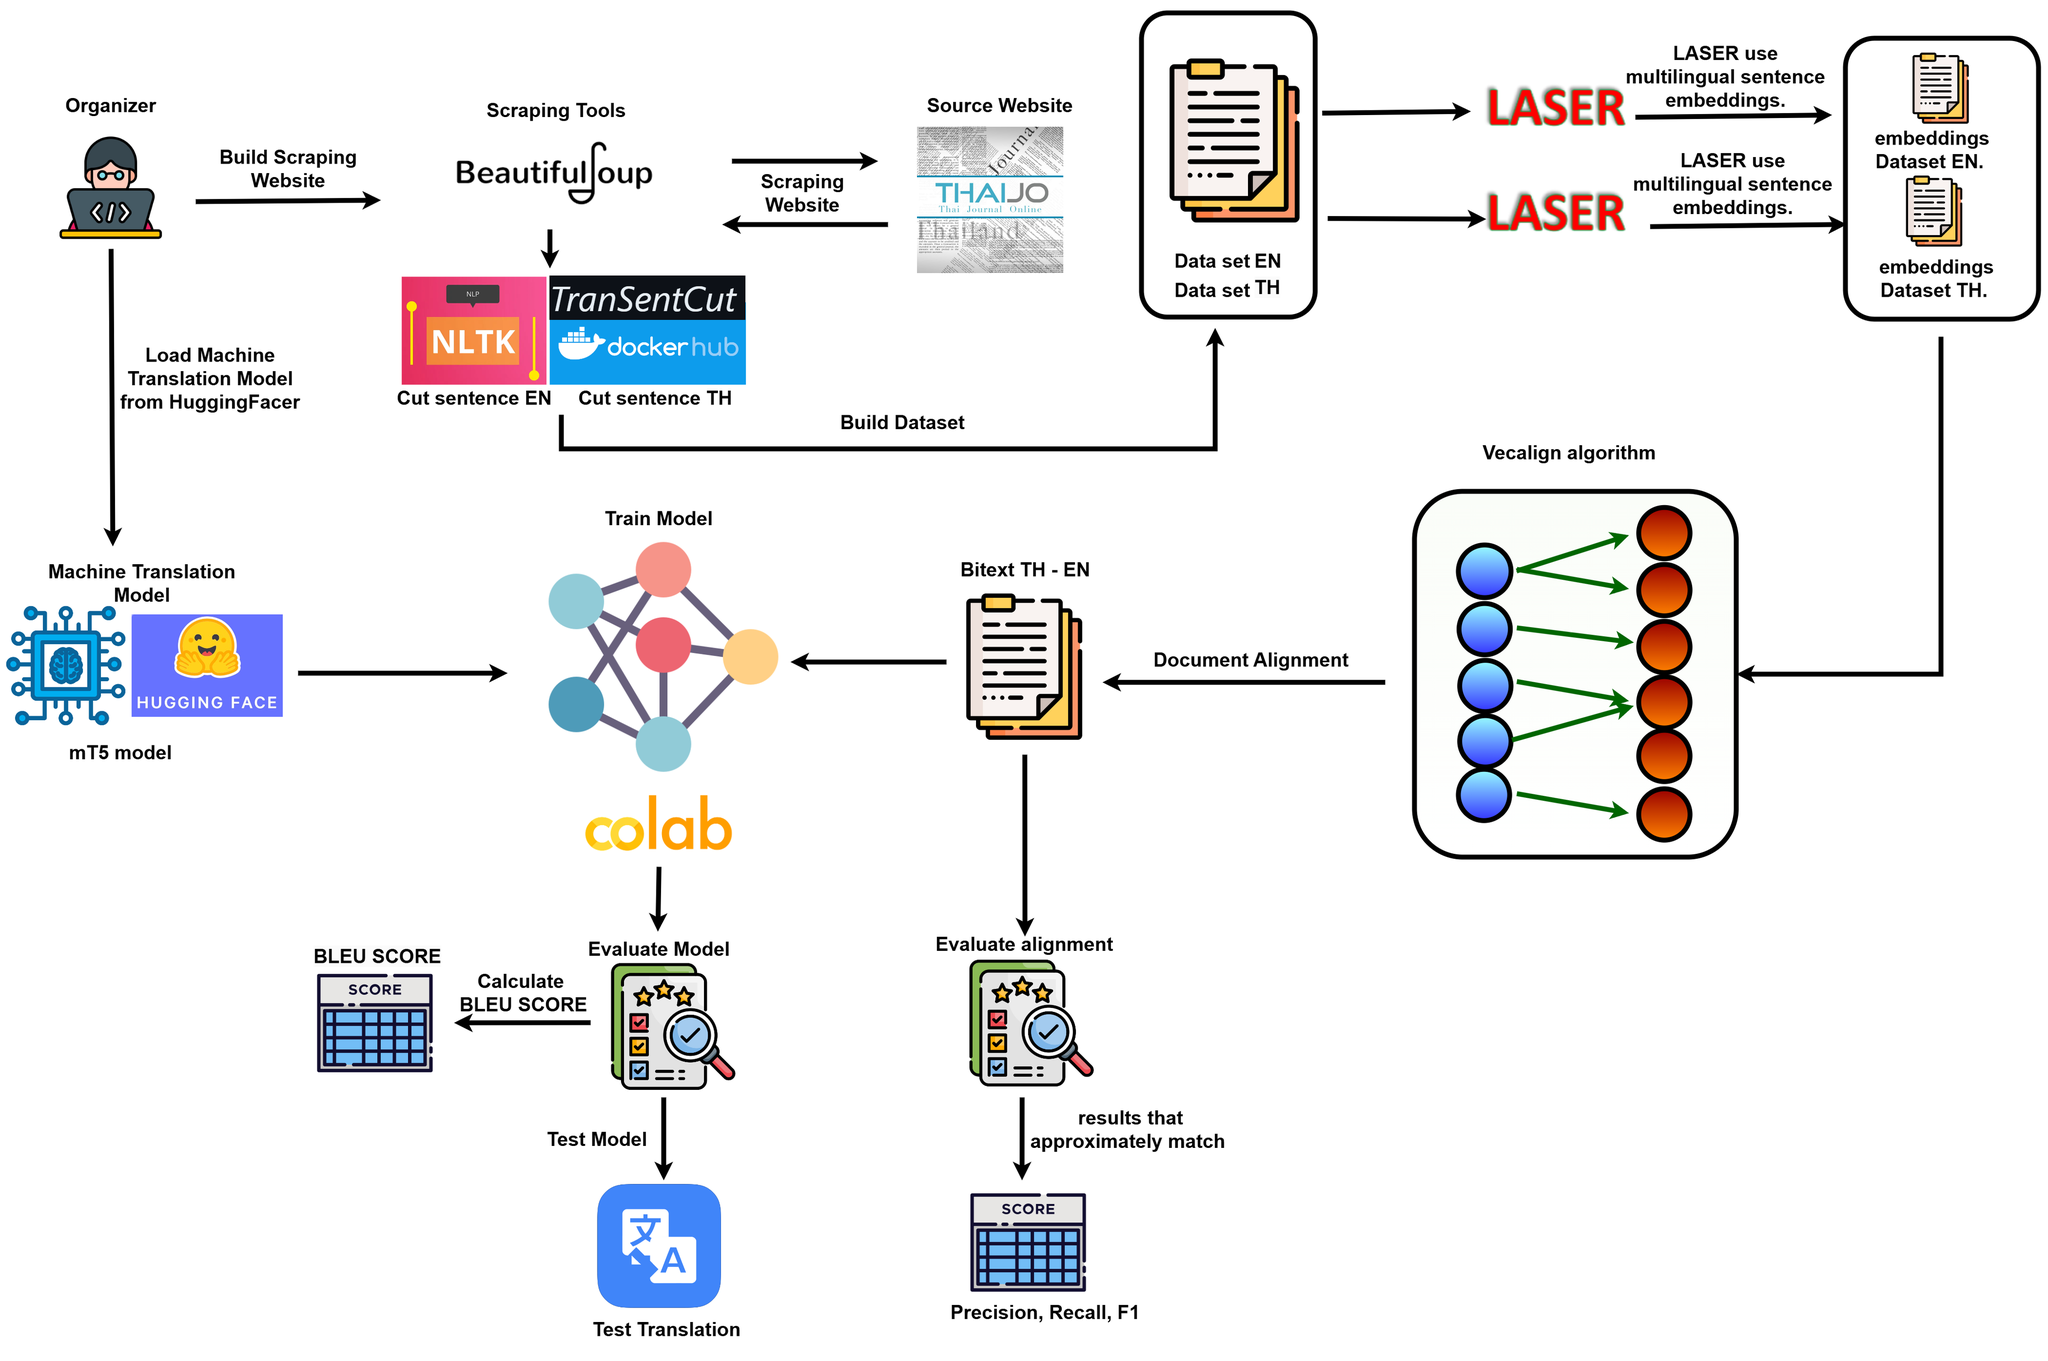 Organizer
Build Scraping
Website
Scraping Tools
BeautifulSoup
Scraping
Website
Source Website
Journal
THAIJO
Thai Journal Online
Thailand
NLP
NLTK
TranSentCut
dockerhub
Cut sentence EN
Cut sentence TH
Build Dataset
Data set EN
Data set TH
LASER
LASER use
multilingual sentence
embeddings.
LASER
LASER use
multilingual sentence
embeddings.
embeddings
Dataset EN.
embeddings
Dataset TH.
Load Machine
Translation Model
from HuggingFacer
Machine Translation
Model
HUGGING FACE
mT5 model
Train Model
colab
Bitext TH - EN
Document Alignment
Vecalign algorithm
Evaluate Model
Calculate
BLEU SCORE
BLEU SCORE
SCORE
Test Model
文
A
Test Translation
Evaluate alignment
results that
approximately match
SCORE
Precision, Recall, F1